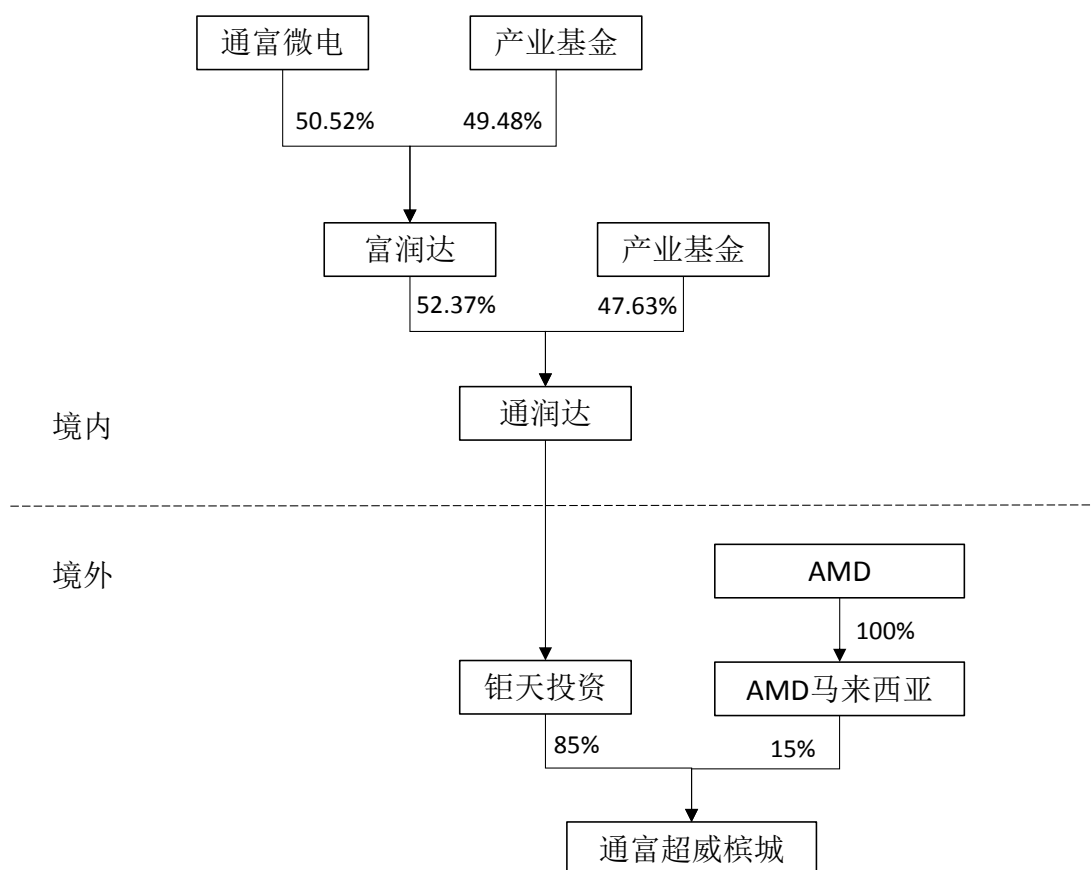 通富微电
产业基金
50.52%
49.48%
富润达
产业基金
52.37%
47.63%
通润达
境内
境外
AMD
100%
钜天投资
AMD马来西亚
85%
15%
通富超威槟城